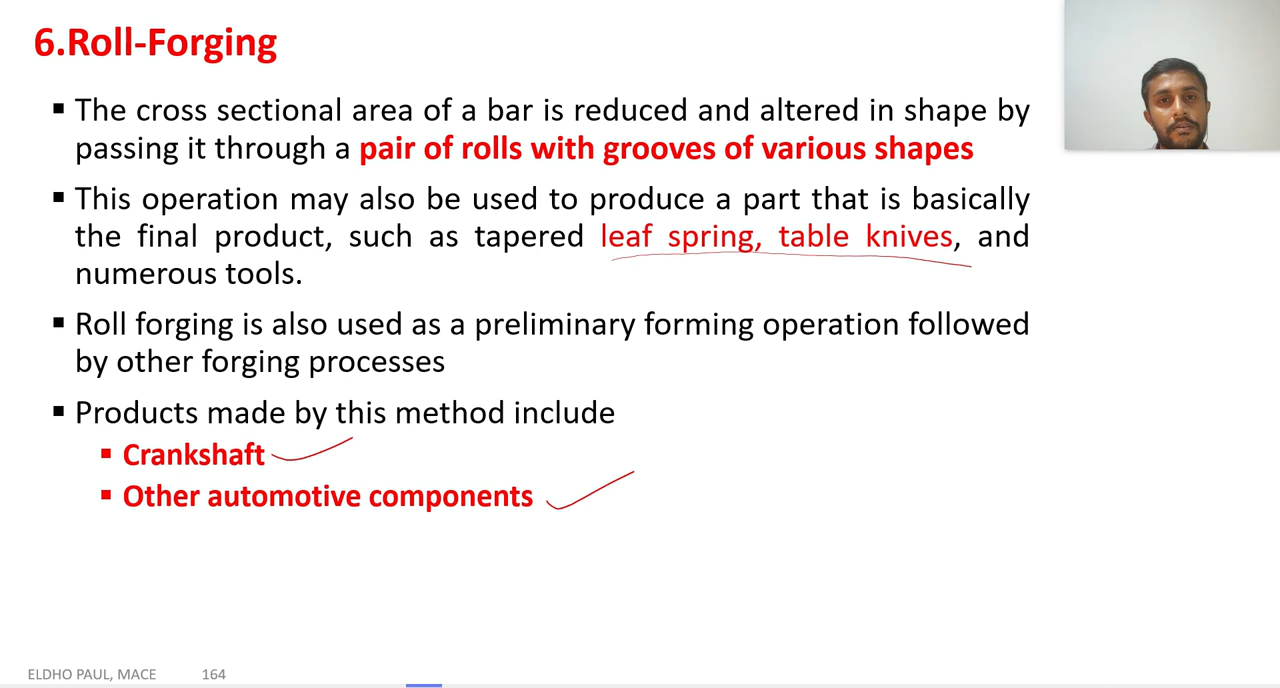 6.Roll-Forging
▪ The cross sectional area of a bar is reduced and altered in shape by
passing it through a pair of rolls with grooves of various shapes
▪ This operation may also be used to produce a part that is basically
the final product, such as tapered leaf spring, table knives, and
numerous tools.
▪ Roll forging is also used as a preliminary forming operation followed
by other forging processes
▪ Products made by this method include
▪ Crankshaft
▪ Other automotive components
ELDHO PAUL, MACE 164